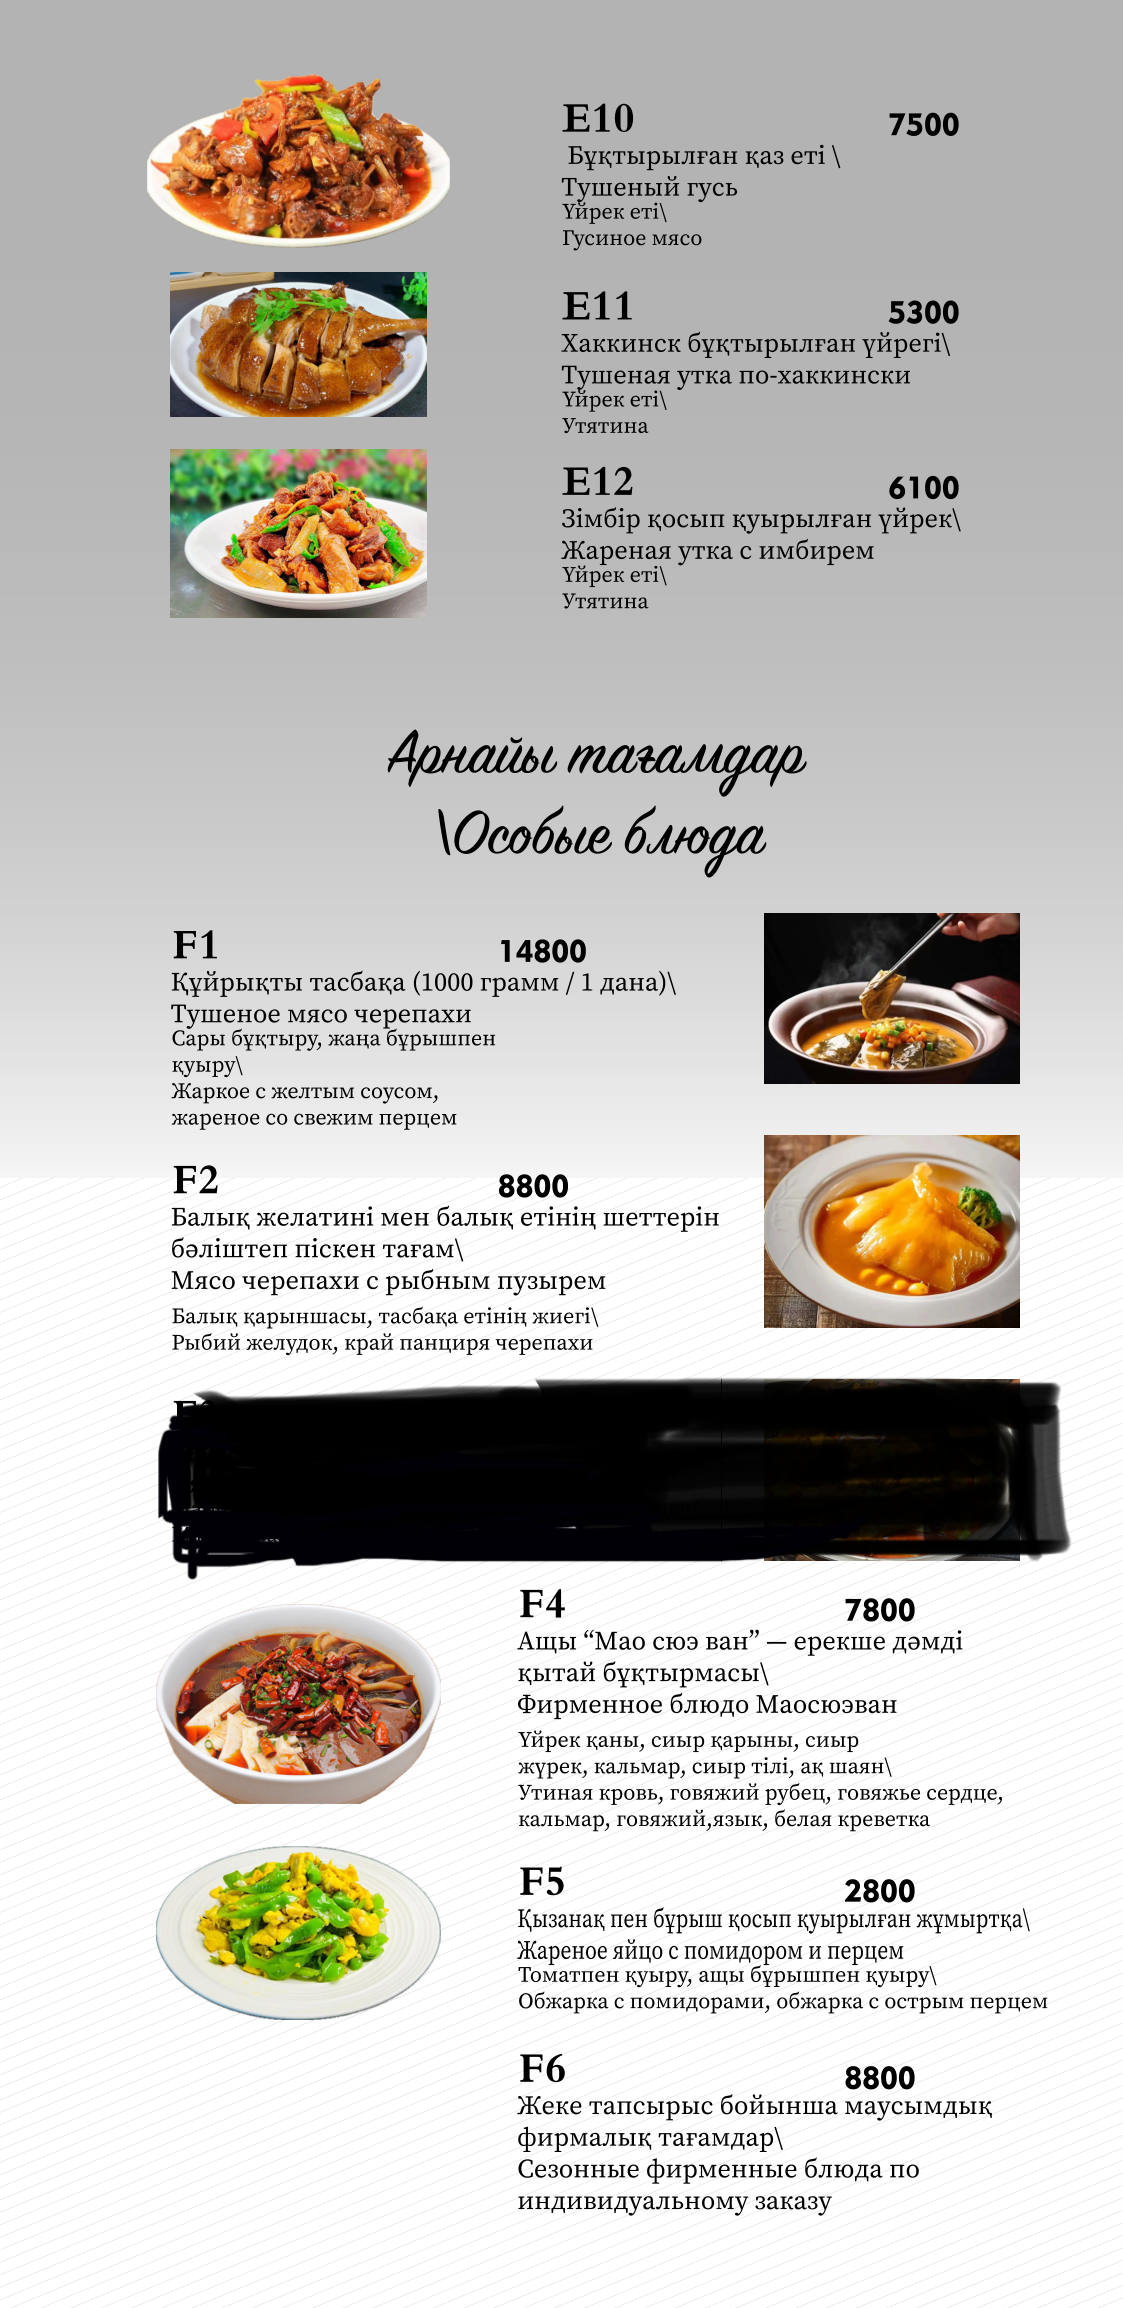 E10
7500
Бұқтырылған қаз еті \
Тушеный гусь
Үйрек еті\
Гусиное мясо
E11
5300
Хаккинск бұқтырылған үйрегі\
Тушеная утка по-хаккински
Үйрек еті\
Утятина
E12
6100
Зімбір қосып қуырылған үйрек\
Жареная утка с имбирем
Үйрек еті\
Утятина
Арнайы тағамдар
\Особые блюда
F1
14800
Құйрықты тасбақа (1000 грамм / 1 дана)\
Тушеное мясо черепахи
Сары бұқтыру, жаңа бұрышпен
қуыру\
Жаркое с желтым соусом,
жареное со свежим перцем
F2
8800
Балық желатині мен балық етінің шеттерін
бәліштеп піскен тағам\
Мясо черепахи с рыбным пузырем
Балық қарыншасы, тасбақа етінің жиегі\
Рыбий желудок, край панциря черепахи
F4
7800
Ащы “Мао сюэ ван” — ерекше дәмді
қытай бұқтырмасы\
Фирменное блюдо Маосюэван
Үйрек қаны, сиыр қарыны, сиыр
жүрек, кальмар, сиыр тілі, ақ шаян\
Утиная кровь, говяжий рубец, говяжье сердце,
кальмар, говяжий,язык, белая креветка
F5
2800
Қызанақ пен бұрыш қосып қуырылған жұмыртқа\
Жареное яйцо с помидором и перцем
Томатпен қуыру, ащы бұрышпен қуыру\
Обжарка с помидорами, обжарка с острым перцем
F6
8800
Жеке тапсырыс бойынша маусымдық
фирмалық тағамдар\
Сезонные фирменные блюда по
индивидуальному заказу